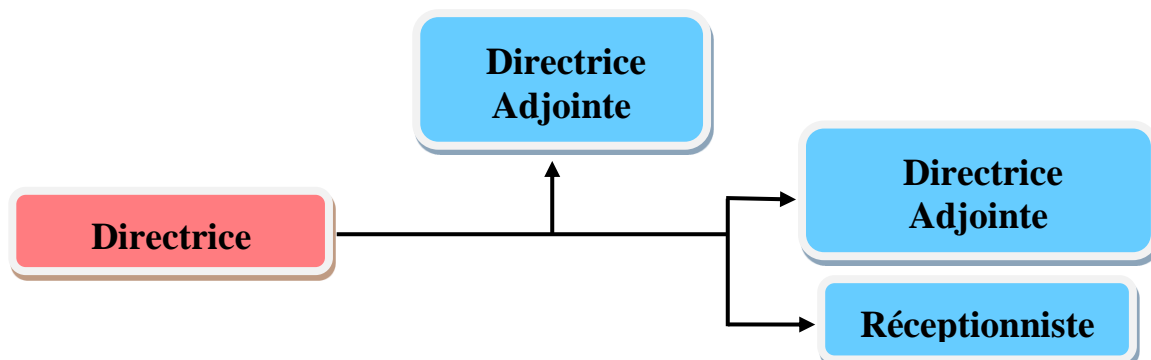 Directrice
Adjointe
Directrice
Adjointe
Directrice
Réceptionniste